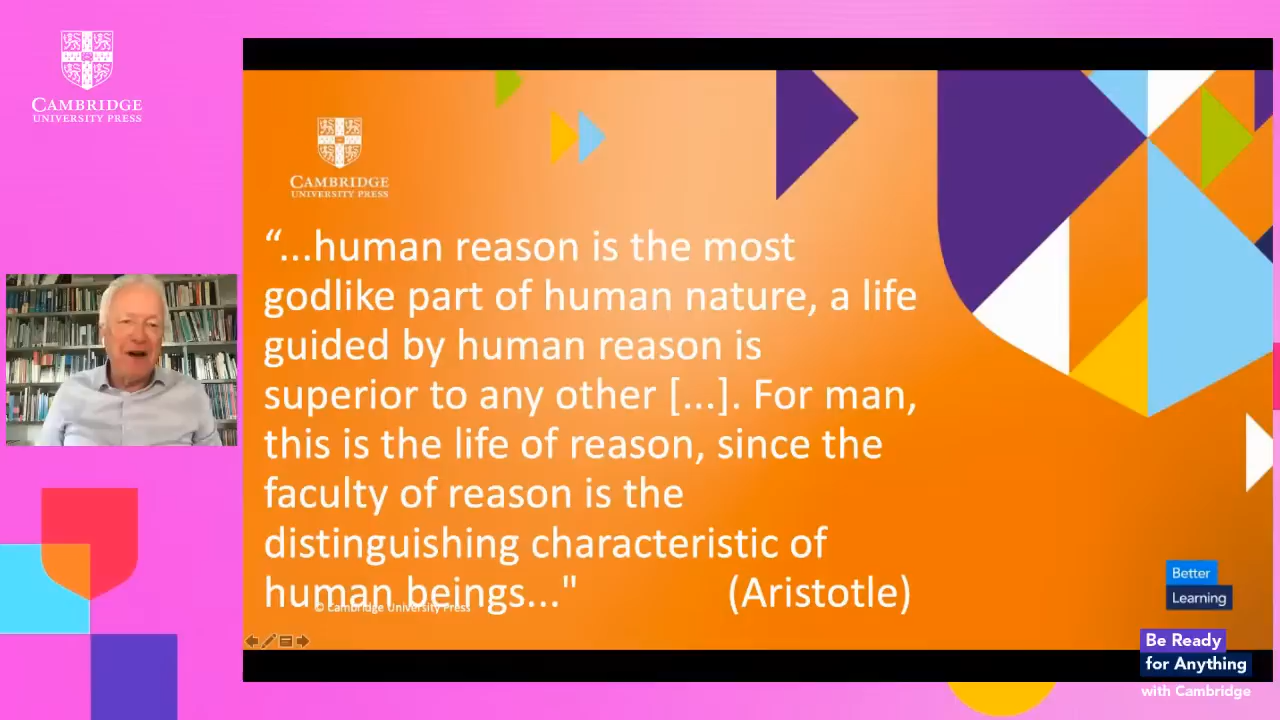 CAMBRIDGE
UNIVERSITY PRESS
CAMBRIDGE
UNIVERSITY PRESS
“...human reason is the most
godlike part of human nature, a life
guided by human reason is
superior to any other [...]. For man,
this is the life of reason, since the
faculty of reason is the
distinguishing characteristic of
human beings..." (Aristotle)
© Cambridge University Press
Better
Learning
Be Ready
for Anything
with Cambridge